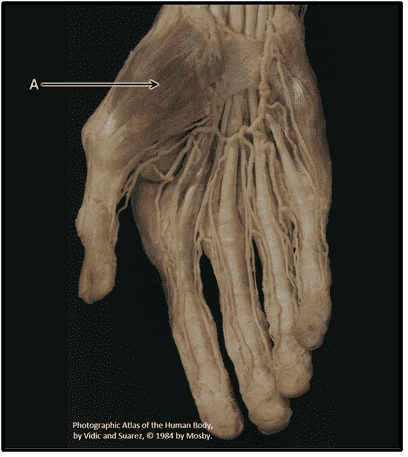 A
Photographic Atlas of the Human Body,
by Vidic and Suarez, © 1984 by Mosby.